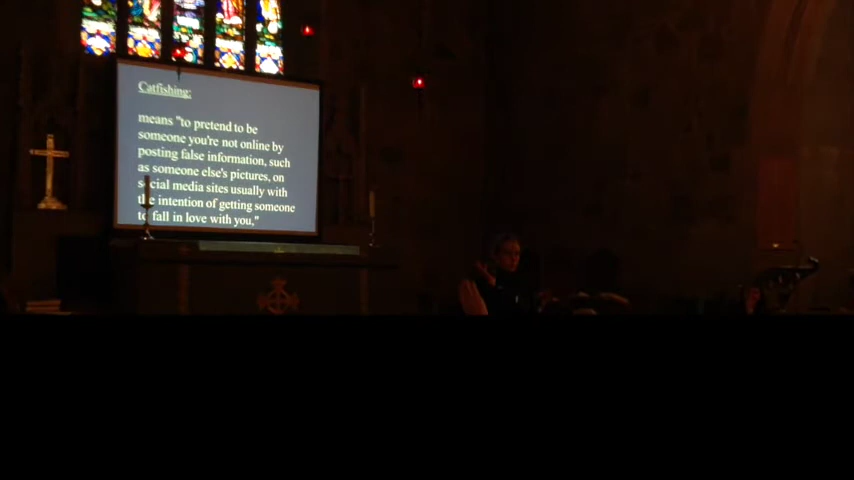 Catfishing:
means "to pretend to be
someone you're not online by
posting false information, such
as someone else's pictures, on
social media sites usually with
the intention of getting someone
to fall in love with you,"